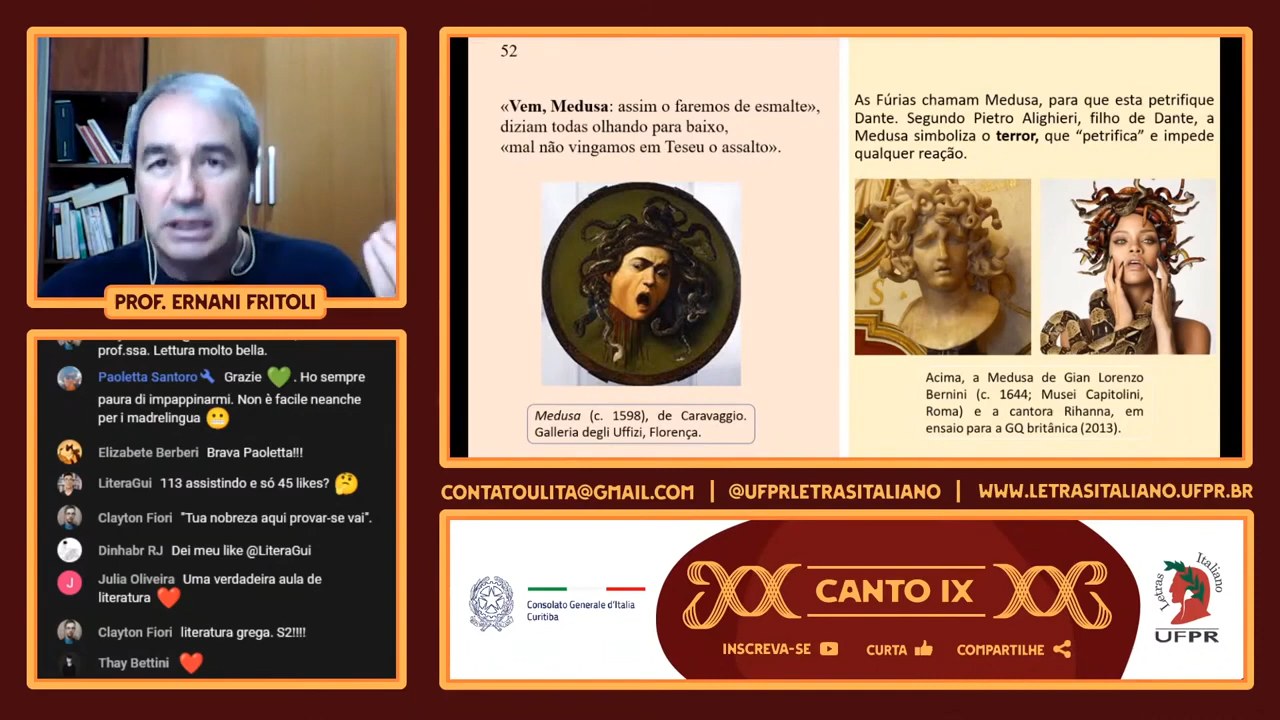 PROF. ERNANI FRITOLI
prof.ssa. Lettura molto bella.
Paoletta Santoro🔧 Grazie 💚. Ho sempre
paura di impappinarmi. Non è facile neanche
per i madrelingua 😬
Elizabete Berberi Brava Paoletta!!!
LiteraGui 113 assistindo e só 45 likes? 🤔
Clayton Fiori "Tua nobreza aqui provar-se vai".
Dinhabr RJ Dei meu like @LiteraGui
J Julia Oliveira Uma verdadeira aula de
literatura ❤️
Clayton Fiori literatura grega. S2!!!!
Thay Bettini ❤️
52
«Vem, Medusa: assim o faremos de esmalte»,
diziam todas olhando para baixo,
«mal não vingamos em Teseu o assalto».
Medusa (c. 1598), de Caravaggio.
Galleria degli Uffizi, Florença.
As Fúrias chamam Medusa, para que esta petrifique
Dante. Segundo Pietro Alighieri, filho de Dante, a
Medusa simboliza o terror, que “petrifica” e impede
qualquer reação.
Acima, a Medusa de Gian Lorenzo
Bernini (c. 1644; Musei Capitolini,
Roma) e a cantora Rihanna, em
ensaio para a GQ britânica (2013).
CONTATOULITA@GMAIL.COM | @UFPRLETRASITALIANO | WWW.LETRASITALIANO.UFPR.BR
Consolato Generale d'Italia
Curitiba
CANTO IX
INSCREVA-SE CURTA COMPARTILHE
Letras Italiano
UFPR